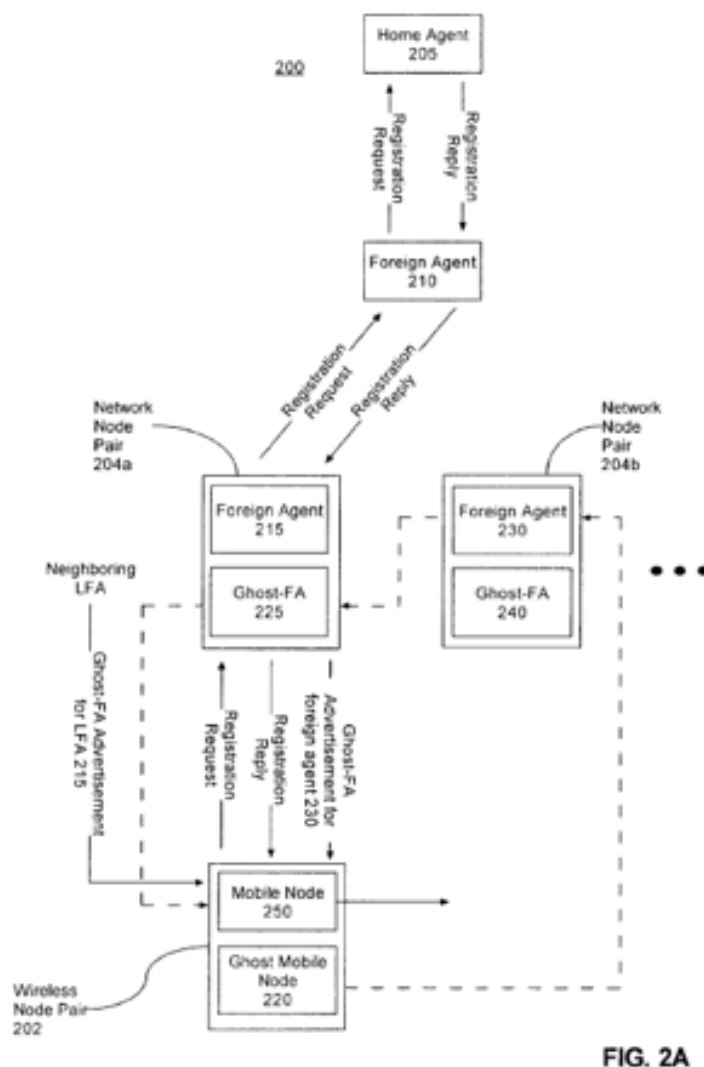 Home Agent
205
200
Registration
Request
Registration
Reply
Foreign Agent
210
Registration
Request
Registration
Reply
Network
Node
Pair
204a
Network
Node
Pair
204b
Foreign Agent
215
Ghost-FA
225
Foreign Agent
230
Ghost-FA
240
Neighboring
LFA
Ghost-FA Advertisement
for LFA 215
Registration
Request
Registration
Reply
Ghost-FA
Advertisement for
foreign agent 230
Mobile Node
250
Ghost Mobile
Node
220
Wireless
Node Pair
202
FIG. 2A